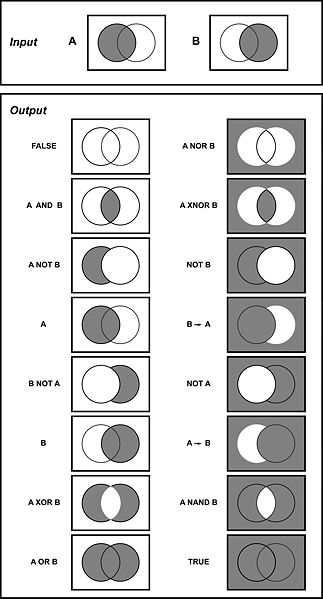 Input
A
B
Output
FALSE
A NOR B
A AND B
A XNOR B
A NOT B
NOT B
A
B → A
B NOT A
NOT A
B
A → B
A XOR B
A NAND B
A OR B
TRUE